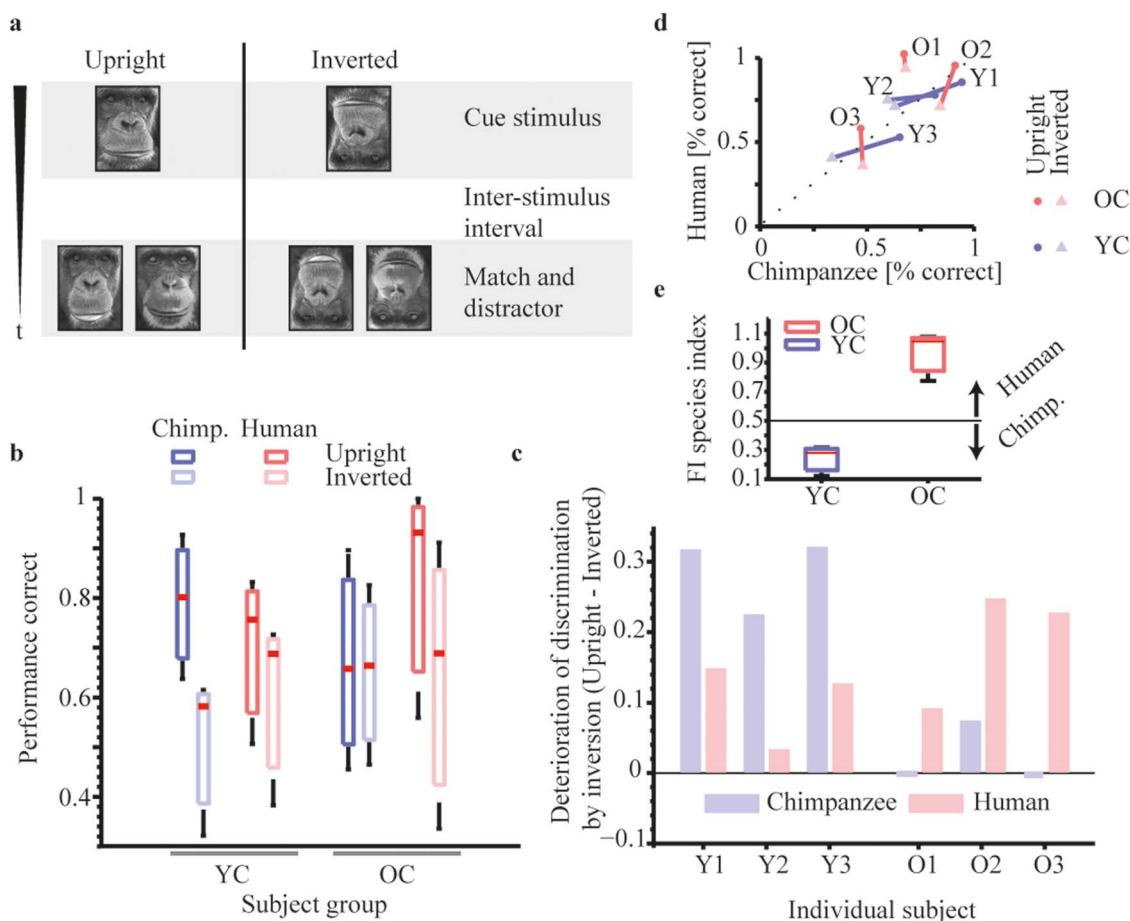 a
Upright
Inverted
Cue stimulus
Inter-stimulus
interval
Match and
distractor
t
d
Human [% correct]
1
0.5
0
0
0.5
1
Chimpanzee [% correct]
O1
O2
Y1
Y2
O3
Y3
Upright
Inverted
OC
YC
e
OC
YC
FI species index
1.1
0.9
0.7
0.5
0.3
0.1
YC
OC
Human
Chimp.
b
Chimp.
Human
Upright
Inverted
Performance correct
1
0.8
0.6
0.4
YC
OC
Subject group
c
Deterioration of discrimination
by inversion (Upright - Inverted)
0.3
0.2
0.1
0
−0.1
Chimpanzee
Human
Y1
Y2
Y3
O1
O2
O3
Individual subject